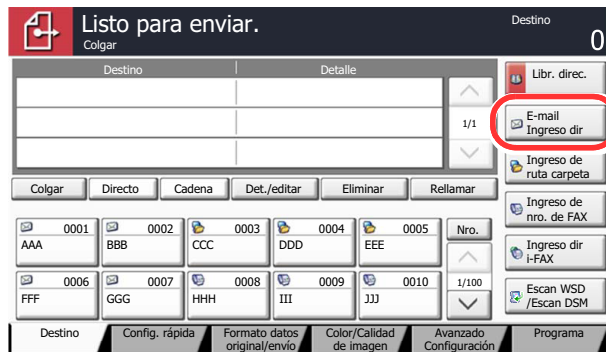 Listo para enviar.
Colgar
Destino
0
Destino Detalle
1/1
Libr. direc.
E-mail
Ingreso dir
Ingreso de
ruta carpeta
Ingreso de
nro. de FAX
Ingreso dir
i-FAX
Escan WSD
/Escan DSM
Colgar Directo Cadena Det./editar Eliminar Rellamar
0001 0002 0003 0004 0005 Nro.
AAA BBB CCC DDD EEE
0006 0007 0008 0009 0010 1/100
FFF GGG HHH III JJJ
Destino Config. rápida Formato datos Color/Calidad Avanzado Programa
original/envío de imagen Configuración